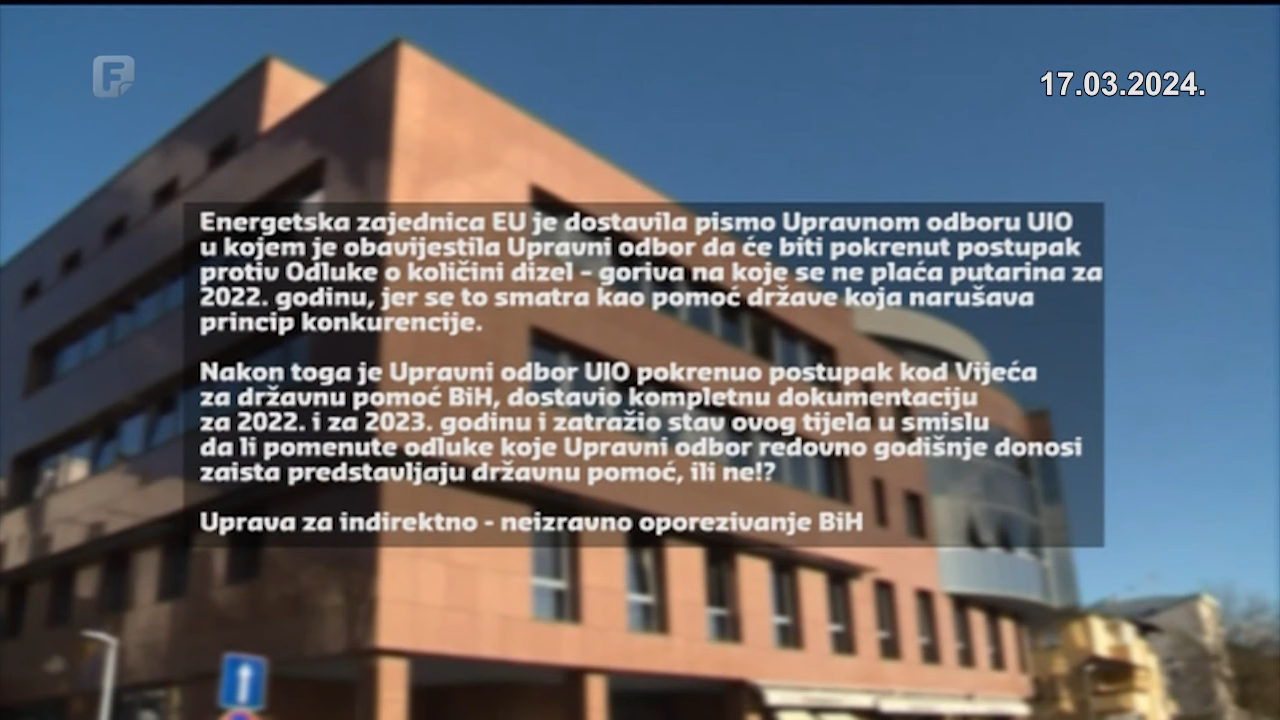 F
17.03.2024.
Energetska zajednica EU je dostavila pismo Upravnom odboru UIO
u kojem je obavijestila Upravni odbor da će biti pokrenut postupak
protiv Odluke o količini dizel - goriva na koje se ne plaća putarina za
2022. godinu, jer se to smatra kao pomoć države koja narušava
princip konkurencije.
Nakon toga je Upravni odbor UIO pokrenuo postupak kod Vijeća
za državnu pomoć BiH, dostavio kompletnu dokumentaciju
za 2022. i za 2023. godinu i zatražio stav ovog tijela u smislu
da li pomenute odluke koje Upravni odbor redovno godišnje donosi
zaista predstavljaju državnu pomoć, ili ne!?
Uprava za indirektno - neizravno oporezivanje BiH